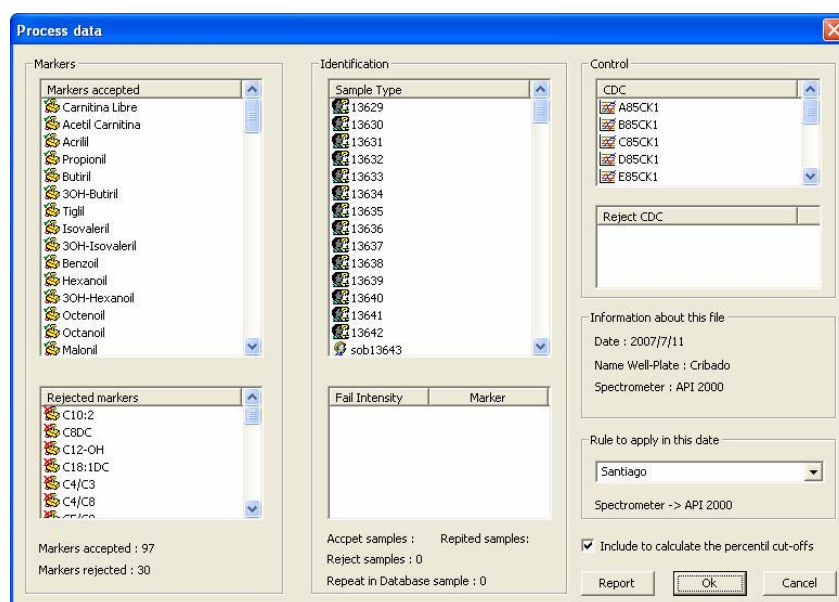 Process data
Markers
Markers accepted
Carnitina Libre
Acetil Carnitina
Acrilil
Propionil
Butiril
3OH-Butiril
Tiglil
Isovaleril
3OH-Isovaleril
Benzoil
Hexanoil
3OH-Hexanoil
Octenoil
Octanoil
Malonil
Rejected markers
C10:2
C8DC
C12-OH
C18:1DC
C4/C3
C4/C8
Markers accepted : 97
Markers rejected : 30
Identification
Sample Type
13629
13630
13631
13632
13633
13634
13635
13636
13637
13638
13639
13640
13641
13642
sob13643
Fail Intensity Marker
Accpet samples : Repited samples:
Reject samples : 0
Repeat in Database sample : 0
Control
CDC
A85CK1
B85CK1
C85CK1
D85CK1
E85CK1
Reject CDC
Information about this file
Date : 2007/7/11
Name Well-Plate : Cribado
Spectrometer : API 2000
Rule to apply in this date
Santiago
Spectrometer -> API 2000
Include to calculate the percentil cut-offs
Report Ok Cancel